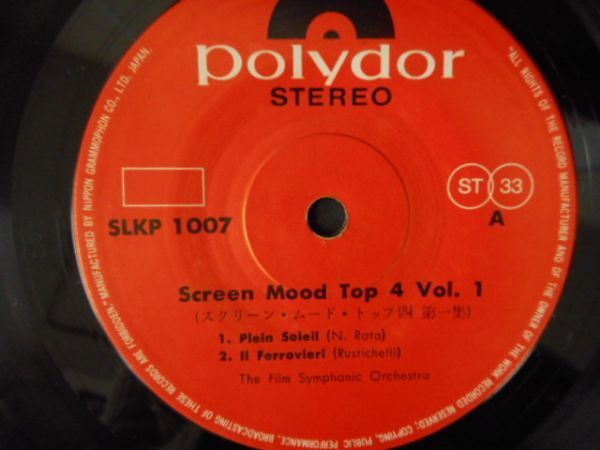 polydor
STEREO
SLKP 1007
ST 33
A
Screen Mood Top 4 Vol. 1
(スクリーン・ムード・トップ四 第一集)
1. Plein Soleil (N. Rota)
2. Il Ferrovieri (Rustichelli)
The Film Symphonic Orchestra
"ALL RIGHTS OF THE RECORD MANUFACTURER AND OF THE OWNER OF THE WORK RECORDED RESERVED; COPYING, PUBLIC PERFORMANCE, BROADCASTING OF THESE RECORDS ARE FORBIDDEN." MANUFACTURED BY NIPPON GRAMMOPHON CO., LTD. JAPAN.